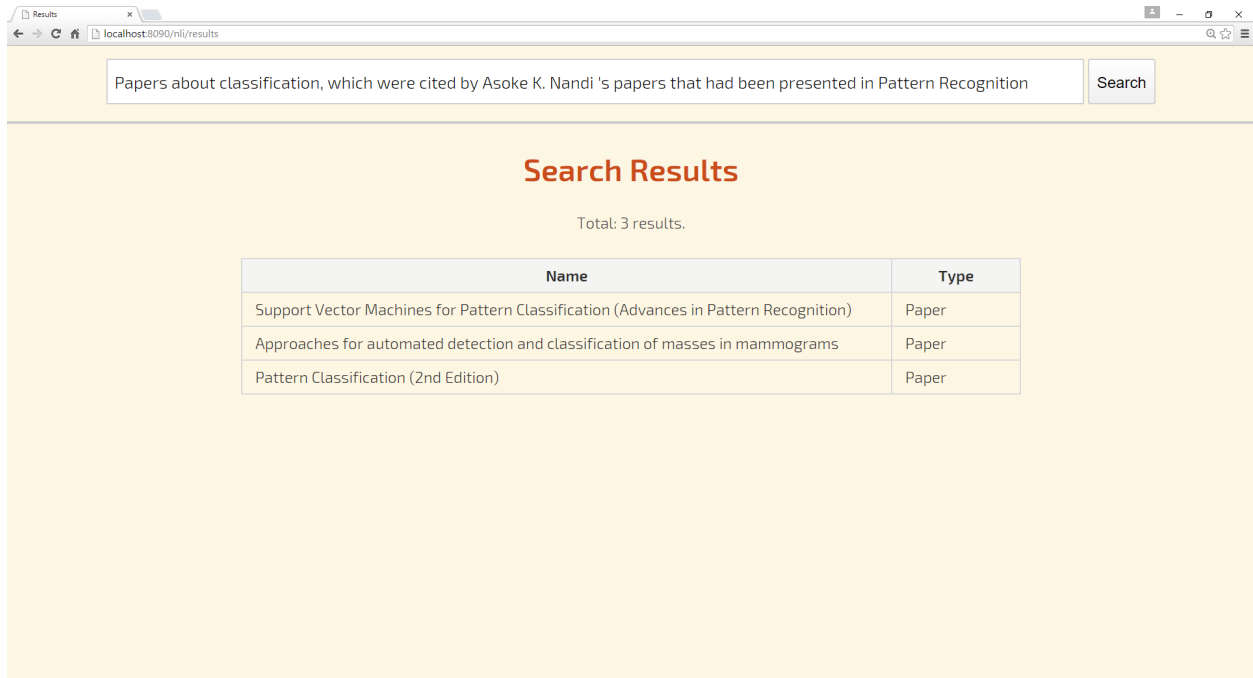 Results
localhost:8090/nli/results
Papers about classification, which were cited by Asoke K. Nandi 's papers that had been presented in Pattern Recognition Search
Search Results
Total: 3 results.
Name Type
Support Vector Machines for Pattern Classification (Advances in Pattern Recognition) Paper
Approaches for automated detection and classification of masses in mammograms Paper
Pattern Classification (2nd Edition) Paper